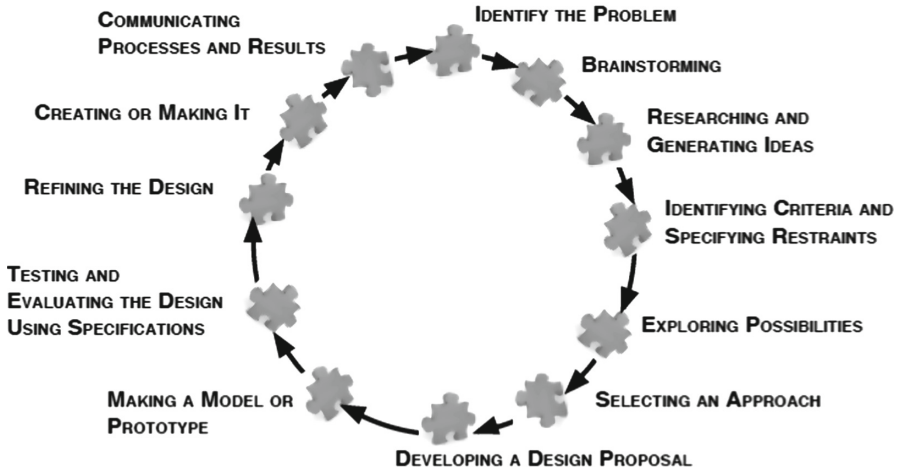 Identify the Problem
Brainstorming
Researching and
Generating Ideas
Identifying Criteria and
Specifying Restraints
Exploring Possibilities
Selecting an Approach
Developing a Design Proposal
Making a Model or
Prototype
Testing and
Evaluating the Design
Using Specifications
Refining the Design
Creating or Making It
Communicating
Processes and Results